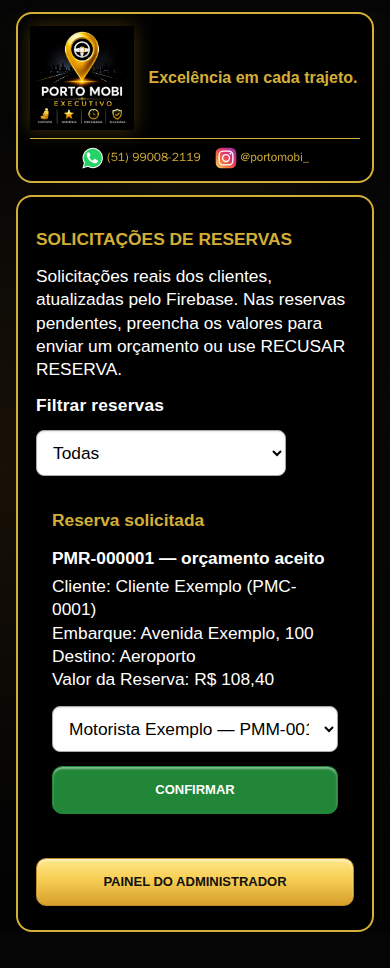 PORTO MOBI
EXECUTIVO
Excelência em cada trajeto.
(51) 99008-2119 @portomobi_
SOLICITAÇÕES DE RESERVAS
Solicitações reais dos clientes,
atualizadas pelo Firebase. Nas reservas
pendentes, preencha os valores para
enviar um orçamento ou use RECUSAR
RESERVA.
Filtrar reservas
Todas
Reserva solicitada
PMR-000001 — orçamento aceito
Cliente: Cliente Exemplo (PMC-
0001)
Embarque: Avenida Exemplo, 100
Destino: Aeroporto
Valor da Reserva: R$ 108,40
Motorista Exemplo — PMM-001
CONFIRMAR
PAINEL DO ADMINISTRADOR